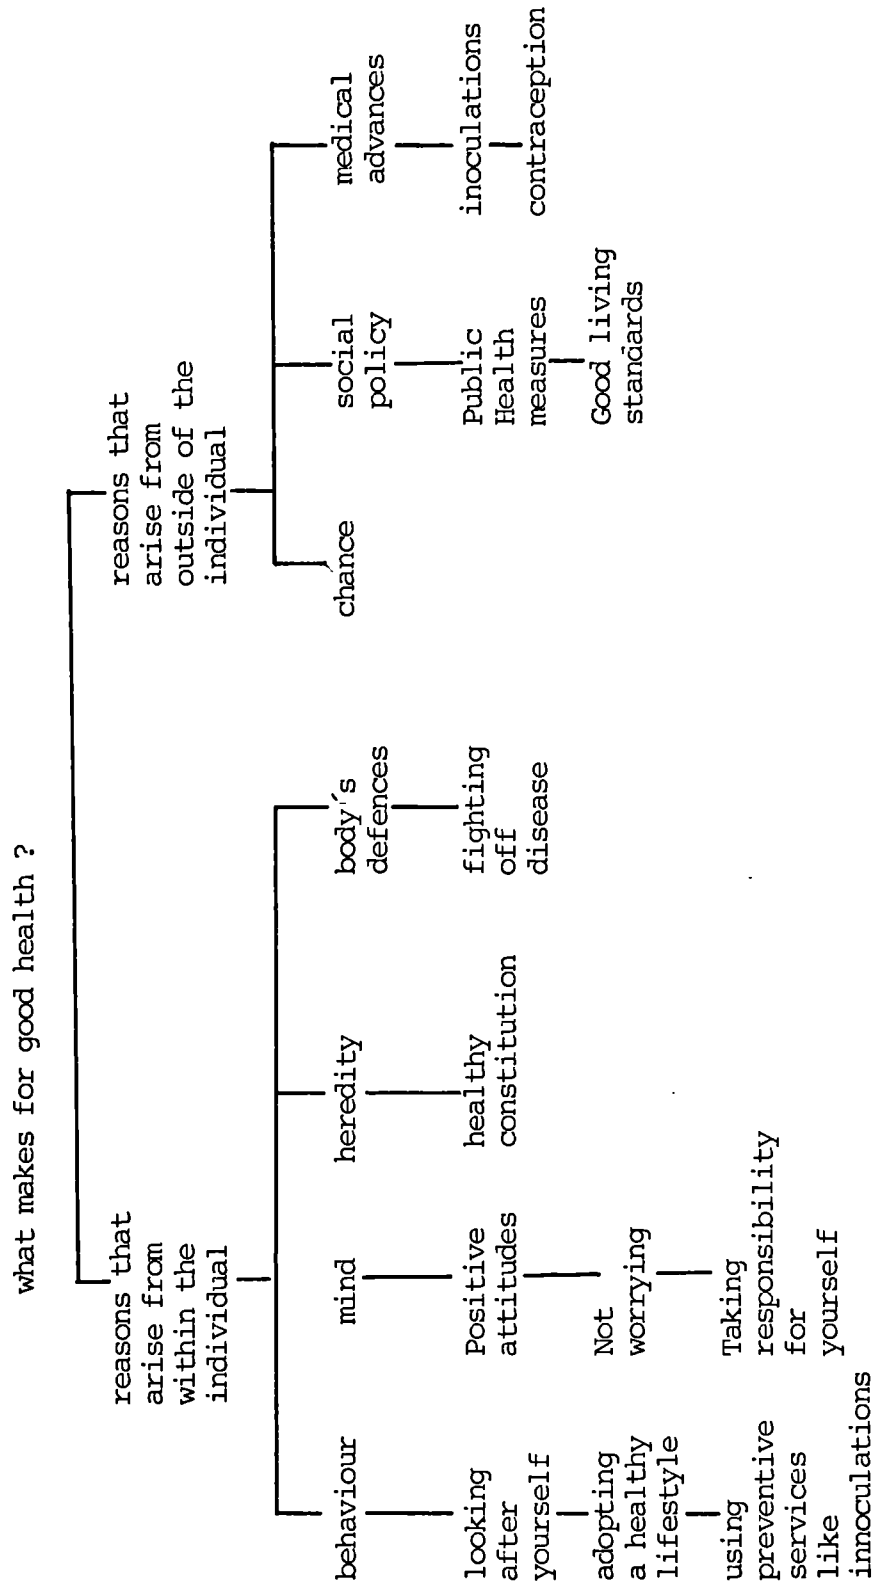 what makes for good health ?
reasons that
arise from
within the
individual
behaviour
looking
after
yourself
adopting
a healthy
lifestyle
using
preventive
services
like
innoculations
mind
Positive
attitudes
Not
worrying
Taking
responsibility
for
yourself
heredity
healthy
constitution
body's
defences
fighting
off
disease
reasons that
arise from
outside of the
individual
chance
social
policy
Public
Health
measures
Good living
standards
medical
advances
inoculations
contraception